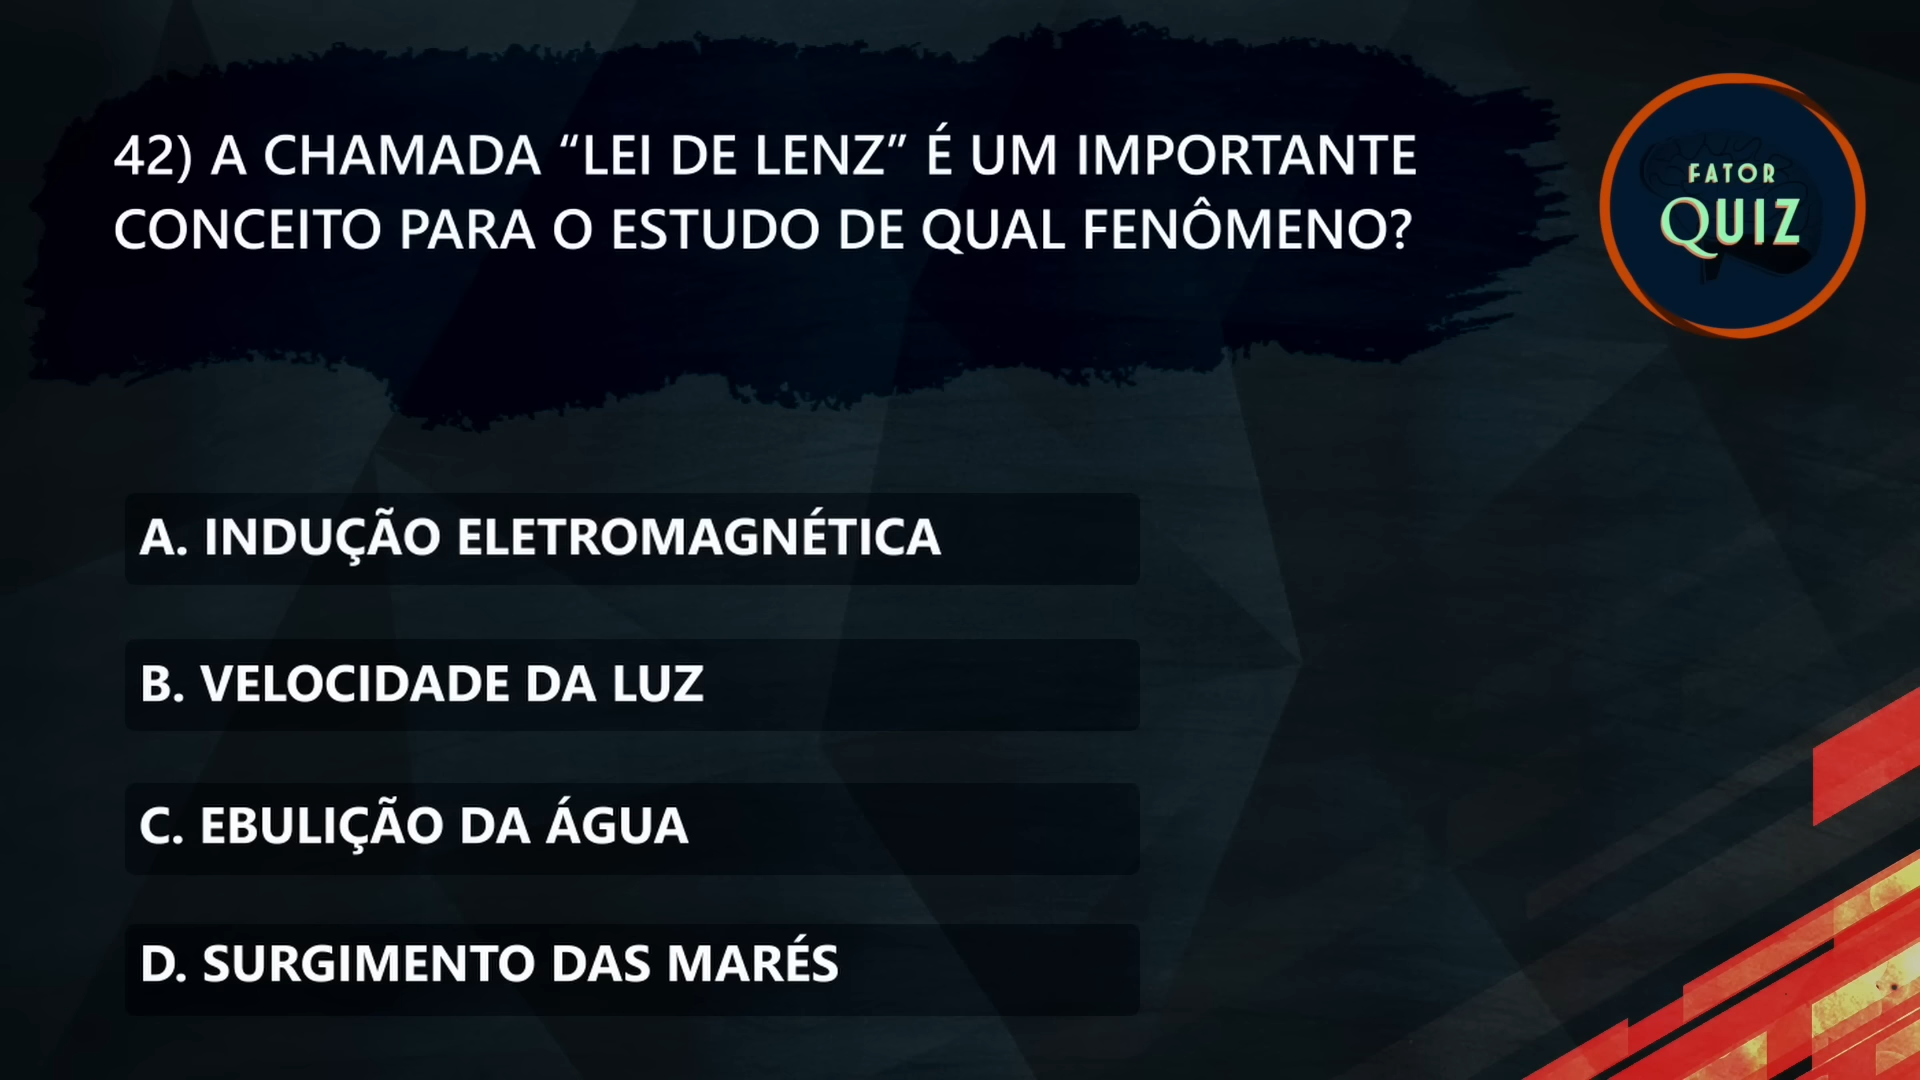 42) A CHAMADA “LEI DE LENZ” É UM IMPORTANTE
CONCEITO PARA O ESTUDO DE QUAL FENÔMENO?
FATOR
QUIZ
A. INDUÇÃO ELETROMAGNÉTICA
B. VELOCIDADE DA LUZ
C. EBULIÇÃO DA ÁGUA
D. SURGIMENTO DAS MARÉS